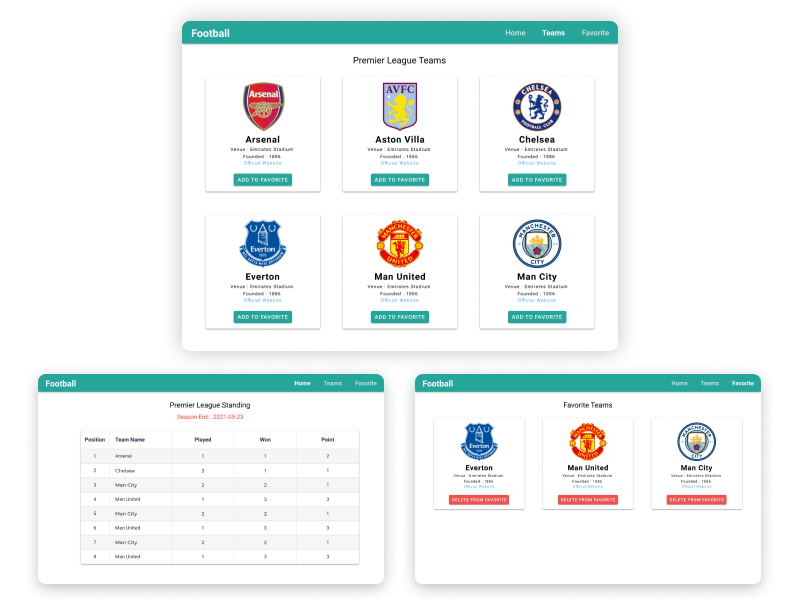 Football
Home Teams Favorite
Premier League Teams
Arsenal
AVFC
CHELSEA
FOOTBALL CLUB
Arsenal
Aston Villa
Chelsea
Venue : Emirates Stadium
Venue : Emirates Stadium
Venue : Emirates Stadium
Founded : 1886
Founded : 1886
Founded : 1886
Official Website
Official Website
Official Website
ADD TO FAVORITE
ADD TO FAVORITE
ADD TO FAVORITE
Everton
MANCHESTER
UNITED
MANCHESTER
CITY
Everton
Man United
Man City
Venue : Emirates Stadium
Venue : Emirates Stadium
Venue : Emirates Stadium
Founded : 1886
Founded : 1886
Founded : 1886
Official Website
Official Website
Official Website
ADD TO FAVORITE
ADD TO FAVORITE
ADD TO FAVORITE
Football
Home Teams Favorite
Premier League Standing
Season End : 2021-05-23
Position Team Name Played Won Point
1 Arsenal 1 1 2
2 Chelsea 3 1 1
3 Man City 2 2 1
4 Man United 1 3 3
5 Man City 2 2 1
6 Man United 1 3 3
7 Man City 2 2 1
8 Man United 1 3 3
Football
Home Teams Favorite
Favorite Teams
Everton
MANCHESTER
UNITED
MANCHESTER
CITY
Everton
Man United
Man City
Venue : Emirates Stadium
Venue : Emirates Stadium
Venue : Emirates Stadium
Founded : 1886
Founded : 1886
Founded : 1886
Official Website
Official Website
Official Website
DELETE FROM FAVORITE
DELETE FROM FAVORITE
DELETE FROM FAVORITE